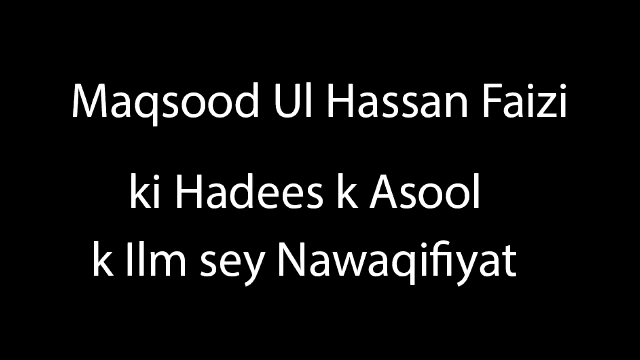 Maqsood Ul Hassan Faizi
ki Hadees k Asool
k Ilm sey Nawaqifiyat